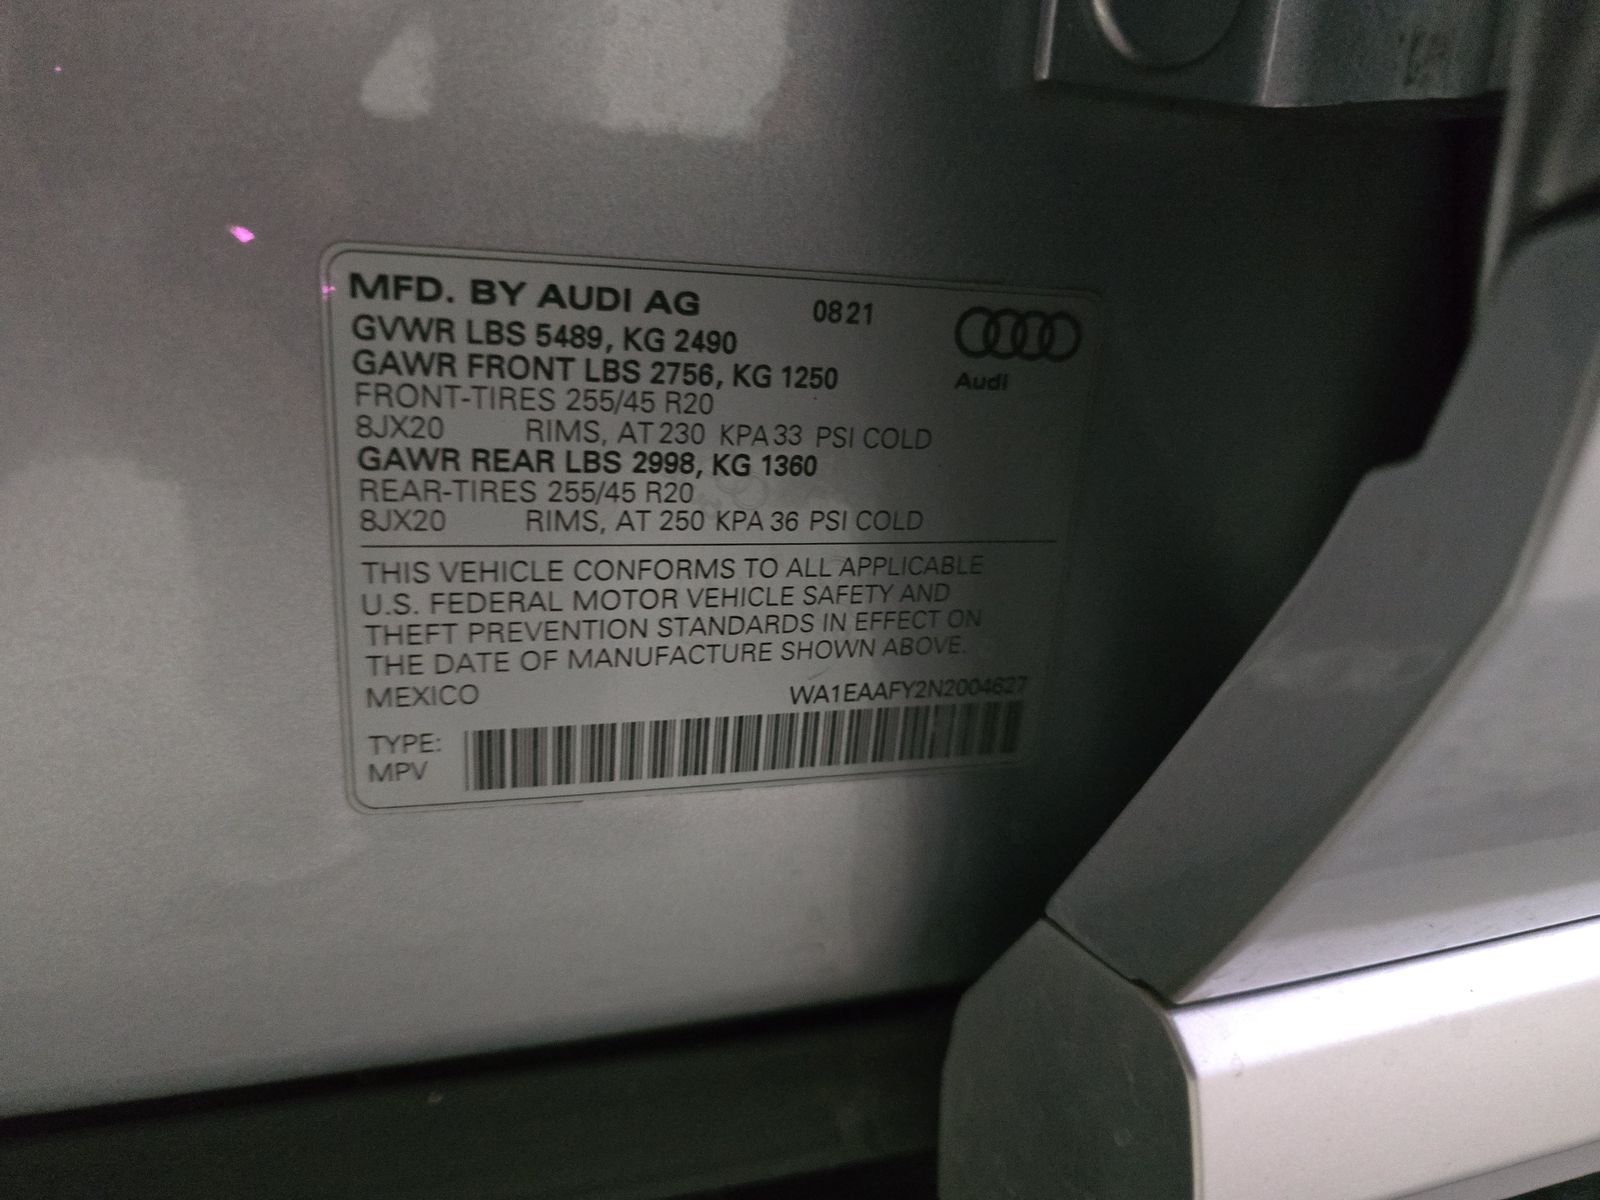 MFD. BY AUDI AG 0821
GVWR LBS 5489, KG 2490
GAWR FRONT LBS 2756, KG 1250
Audi
FRONT-TIRES 255/45 R20
8JX20 RIMS, AT 230 KPA 33 PSI COLD
GAWR REAR LBS 2998, KG 1360
REAR-TIRES 255/45 R20
8JX20 RIMS, AT 250 KPA 36 PSI COLD
THIS VEHICLE CONFORMS TO ALL APPLICABLE
U.S. FEDERAL MOTOR VEHICLE SAFETY AND
THEFT PREVENTION STANDARDS IN EFFECT ON
THE DATE OF MANUFACTURE SHOWN ABOVE.
MEXICO WA1EAAFY2N2004627
TYPE:
MPV